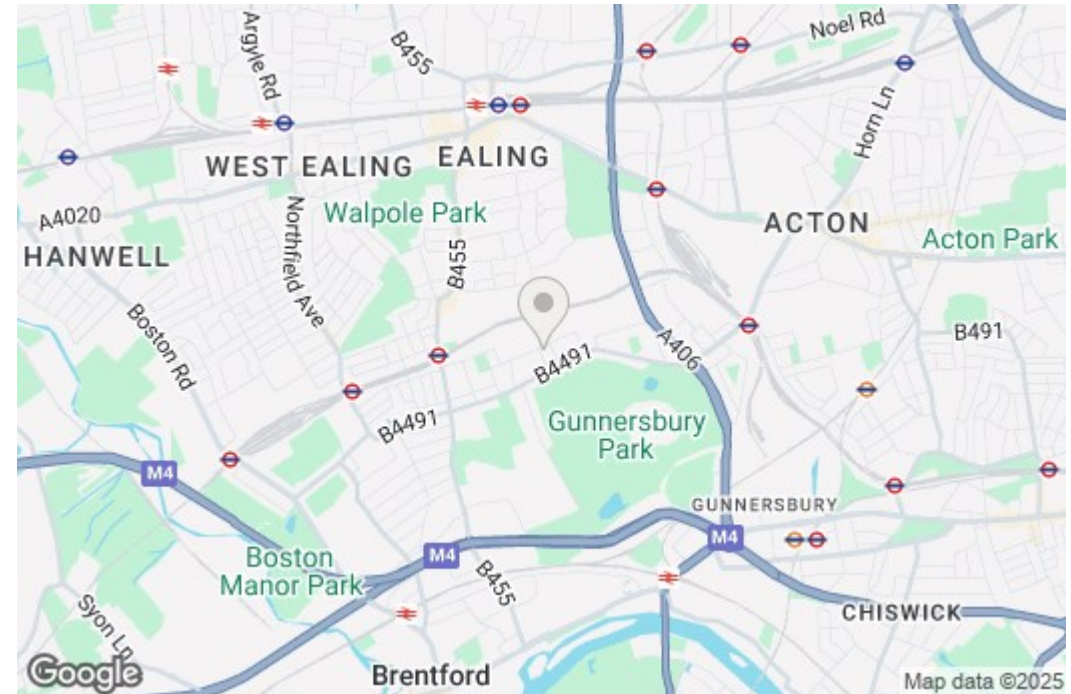 Noel Rd
Argyle Rd
B455
Horn Ln
WEST EALING
EALING
A4020
Walpole Park
ACTON
Northfield Ave
Acton Park
HANWELL
B455
Boston Rd
B491
A406
B4491
B4491
Gunnersbury
Park
M4
GUNNERSBURY
M4
M4
Boston
Manor Park
B455
Syon Ln
CHISWICK
Brentford
Google
Map data ©2025